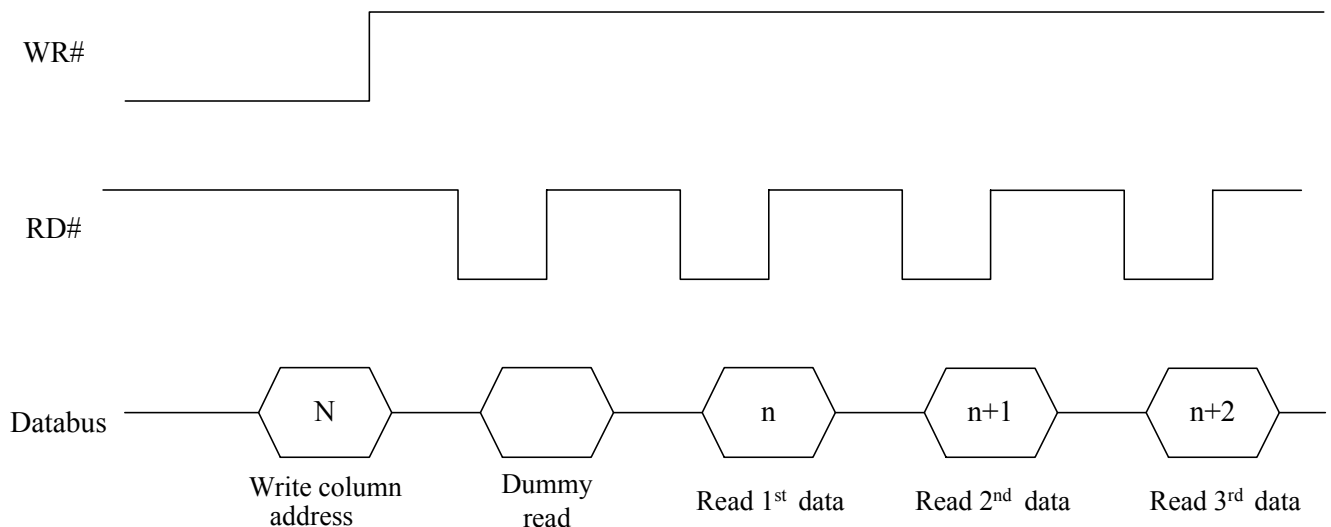 WR#
RD#
Databus
N
n
n+1
n+2
Write column
address
Dummy
read
Read 1st data
Read 2nd data
Read 3rd data